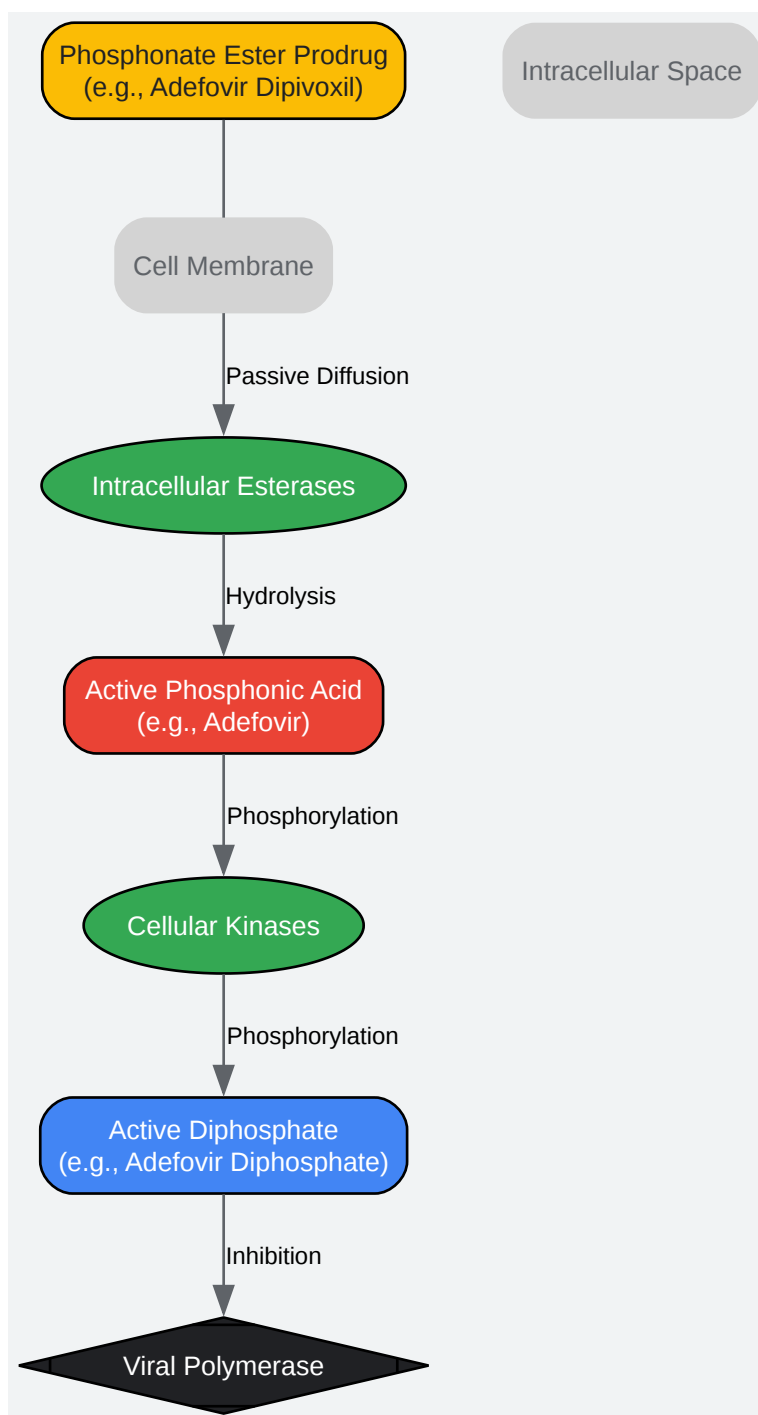 Phosphonate Ester Prodrug
(e.g., Adefovir Dipivoxil)
Intracellular Space
Cell Membrane
Passive Diffusion
Intracellular Esterases
Hydrolysis
Active Phosphonic Acid
(e.g., Adefovir)
Phosphorylation
Cellular Kinases
Phosphorylation
Active Diphosphate
(e.g., Adefovir Diphosphate)
Inhibition
Viral Polymerase